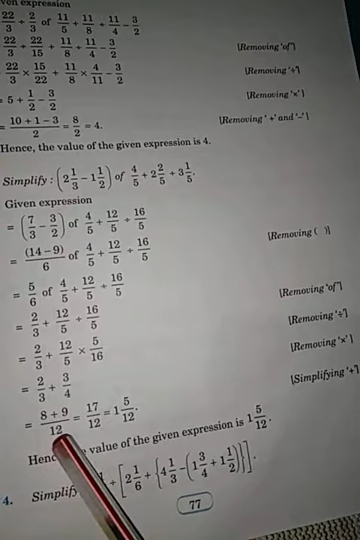 ven expression
22/3 ÷ 2/3 of 11/5 + 11/8 ÷ 11/4 - 3/2
22/3 ÷ 22/15 + 11/8 ÷ 11/4 - 3/2 [Removing 'of']
22/3 × 15/22 + 11/8 × 4/11 - 3/2 [Removing '÷']
= 5 + 1/2 - 3/2 [Removing '×']
= (10 + 1 - 3)/2 = 8/2 = 4. [Removing '+' and '-']
Hence, the value of the given expression is 4.
Simplify : (2 1/3 - 1 1/2) of 4/5 + 2 2/5 ÷ 3 1/5.
Given expression
= (7/3 - 3/2) of 4/5 + 12/5 ÷ 16/5
= (14 - 9)/6 of 4/5 + 12/5 ÷ 16/5 [Removing ( )]
= 5/6 of 4/5 + 12/5 ÷ 16/5
= 2/3 + 12/5 ÷ 16/5 [Removing 'of']
= 2/3 + 12/5 × 5/16 [Removing '÷']
= 2/3 + 3/4 [Removing '×']
= (8 + 9)/12 = 17/12 = 1 5/12. [Simplifying '+']
Hence value of the given expression is 1 5/12.
4. Simplify + [2 1/6 + {4 1/3 - (1 3/4 + 1 1/2)}].
77